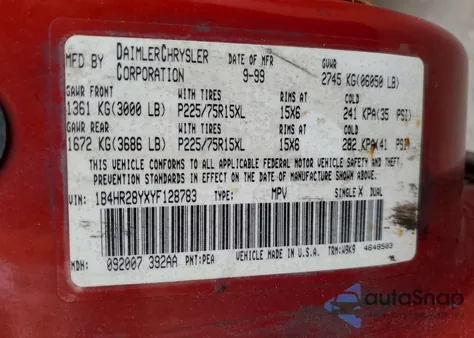 MFD BY DAIMLERCHRYSLER CORPORATION DATE OF MFR 9-99 GVWR 2745 KG(06050 LB)
GAWR FRONT WITH TIRES RIMS AT COLD
1361 KG(3000 LB) P225/75R15XL 15X6 241 KPA(35 PSI)
GAWR REAR WITH TIRES RIMS AT COLD
1672 KG(3686 LB) P225/75R15XL 15X6 282 KPA(41 PSI)
THIS VEHICLE CONFORMS TO ALL APPLICABLE FEDERAL MOTOR VEHICLE SAFETY AND THEFT
PREVENTION STANDARDS IN EFFECT ON THE DATE OF MANUFACTURE SHOWN ABOVE.
VIN: 1B4HR28YXYF128783 TYPE: MPV SINGLE X DUAL
MDH: 092007 392AA PNT:PEA VEHICLE MADE IN U.S.A. TRM:W9K9 4648503
autoSnap